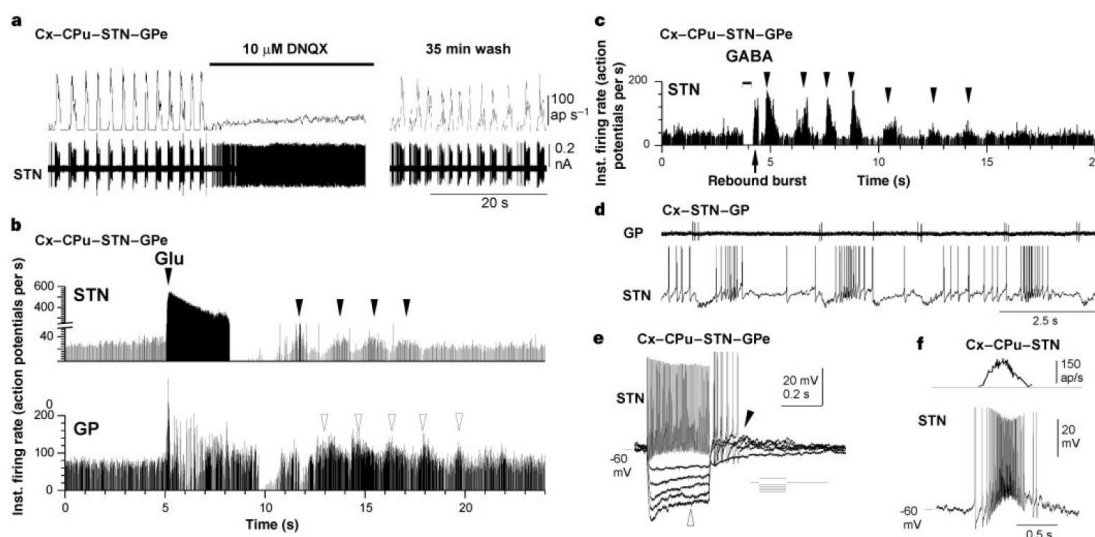 a
Cx–CPu–STN–GPe
10 μM DNQX
35 min wash
100
ap s⁻¹
0.2
nA
STN
20 s
b
Cx–CPu–STN–GPe
Glu
STN
600
400
40
0
GP
200
100
0
Inst. firing rate (action potentials per s)
0 5 10 15 20
Time (s)
c
Cx–CPu–STN–GPe
GABA
STN
200
0
Inst. firing rate (action potentials per s)
0 5 10 15 20
Rebound burst
Time (s)
d
Cx–STN–GP
GP
STN
2.5 s
e
Cx–CPu–STN–GPe
STN
20 mV
0.2 s
-60
mV
f
Cx–CPu–STN
150
ap/s
STN
20
mV
-60
mV
0.5 s